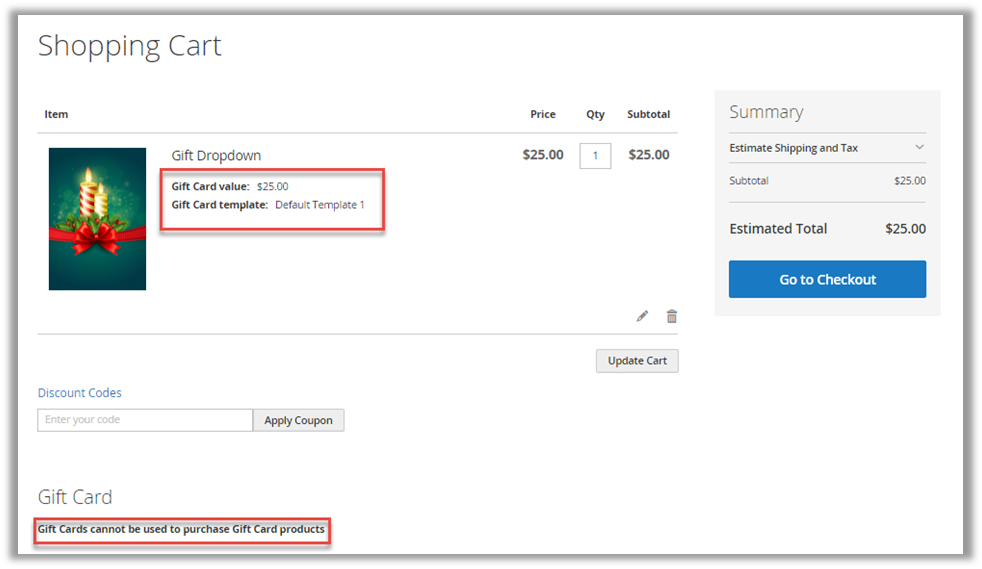 Shopping Cart
Item Price Qty Subtotal
Gift Dropdown $25.00 1 $25.00
Gift Card value: $25.00
Gift Card template: Default Template 1
Update Cart
Discount Codes
Enter your code Apply Coupon
Gift Card
Gift Cards cannot be used to purchase Gift Card products
Summary
Estimate Shipping and Tax
Subtotal $25.00
Estimated Total $25.00
Go to Checkout